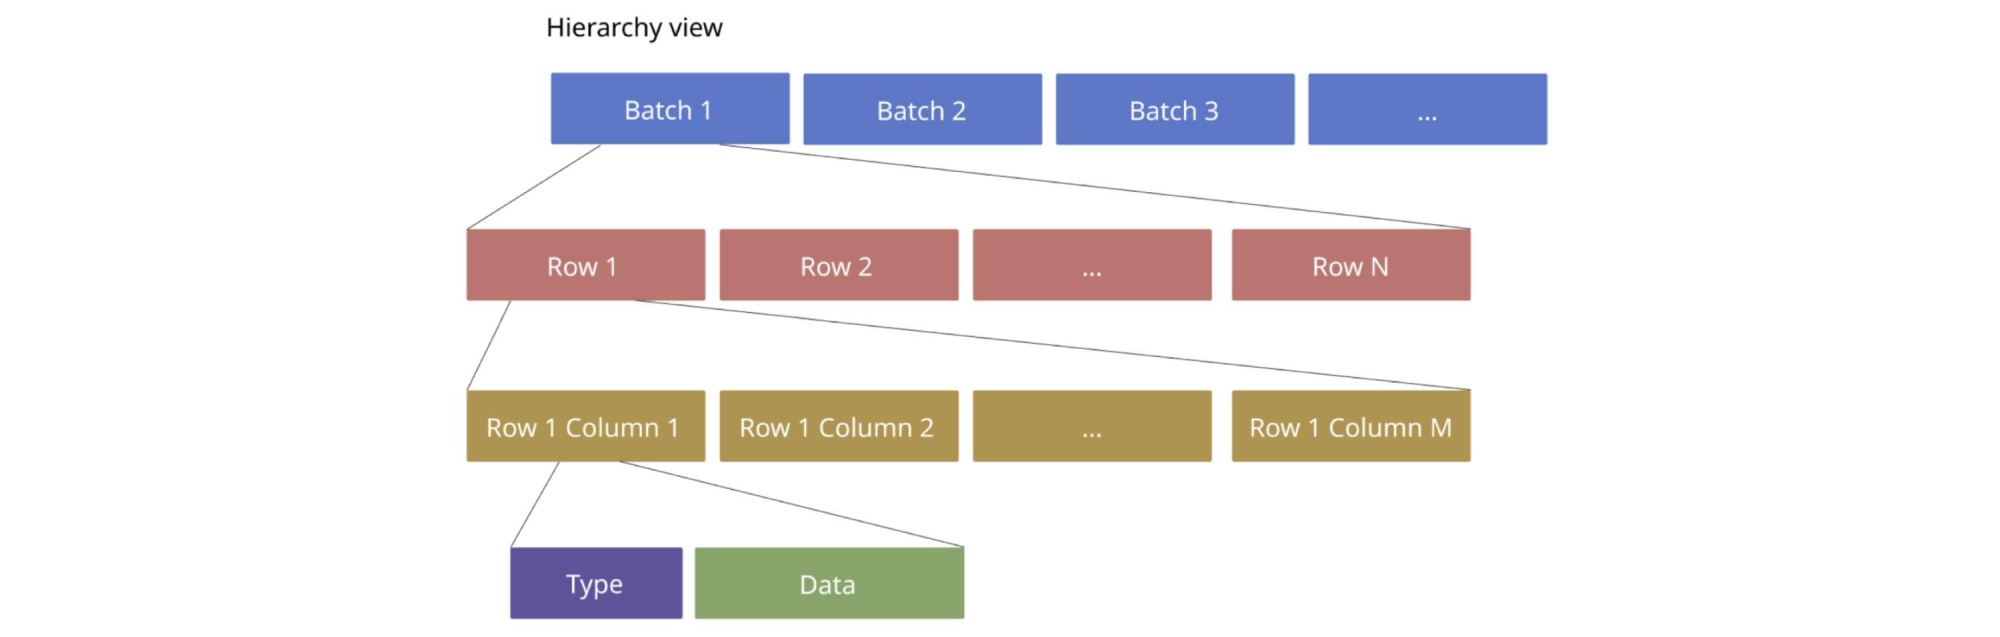 Hierarchy view
Batch 1 Batch 2 Batch 3 ...
Row 1 Row 2 ... Row N
Row 1 Column 1 Row 1 Column 2 ... Row 1 Column M
Type Data